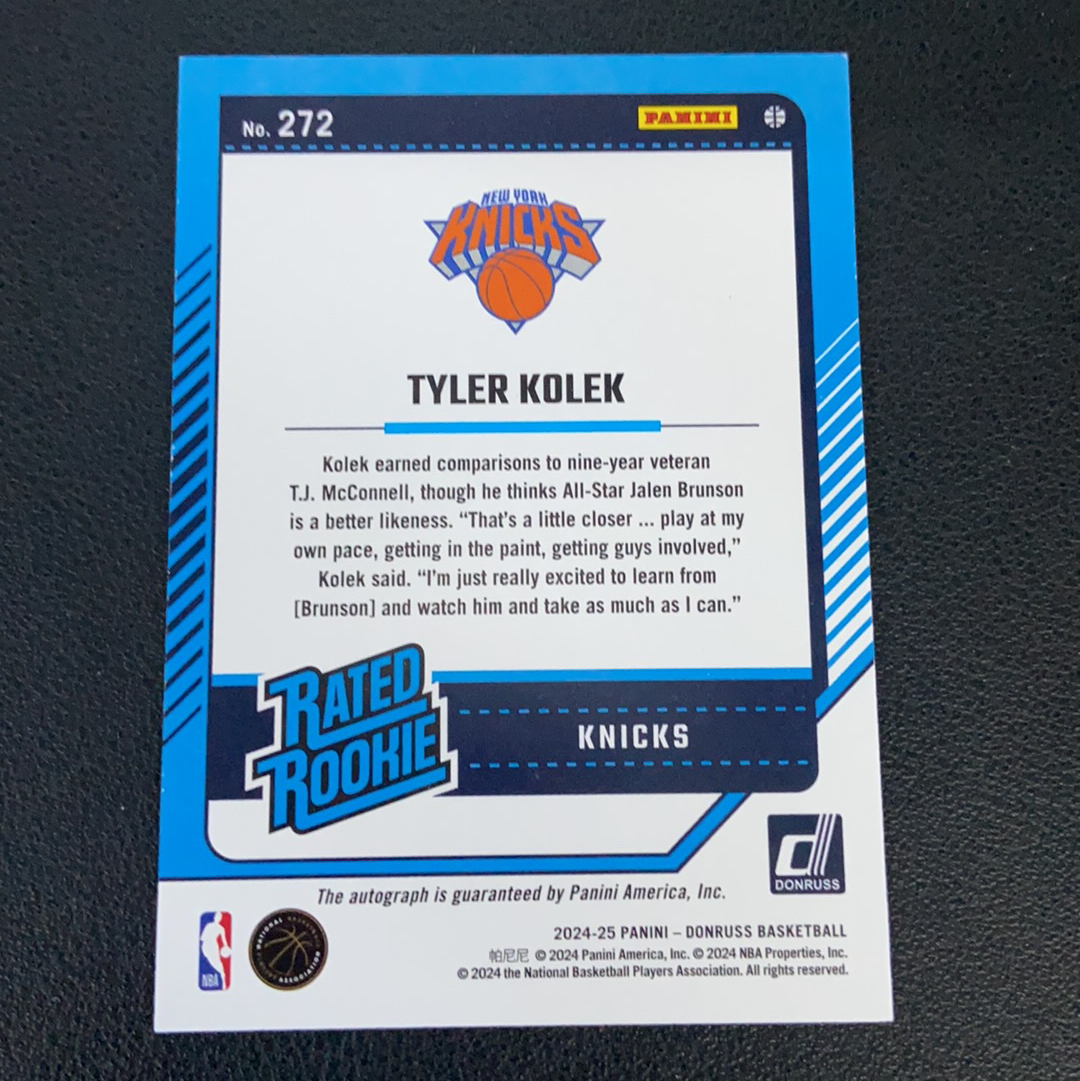 No. 272
PANINI
NEW YORK
KNICKS
TYLER KOLEK
Kolek earned comparisons to nine-year veteran
T.J. McConnell, though he thinks All-Star Jalen Brunson
is a better likeness. “That’s a little closer ... play at my
own pace, getting in the paint, getting guys involved,”
Kolek said. “I’m just really excited to learn from
[Brunson] and watch him and take as much as I can.”
RATED
ROOKIE
KNICKS
d
DONRUSS
The autograph is guaranteed by Panini America, Inc.
2024-25 PANINI – DONRUSS BASKETBALL
帕尼尼 © 2024 Panini America, Inc. © 2024 NBA Properties, Inc.
© 2024 the National Basketball Players Association. All rights reserved.
NBA
NATIONAL BASKETBALL PLAYERS ASSOCIATION